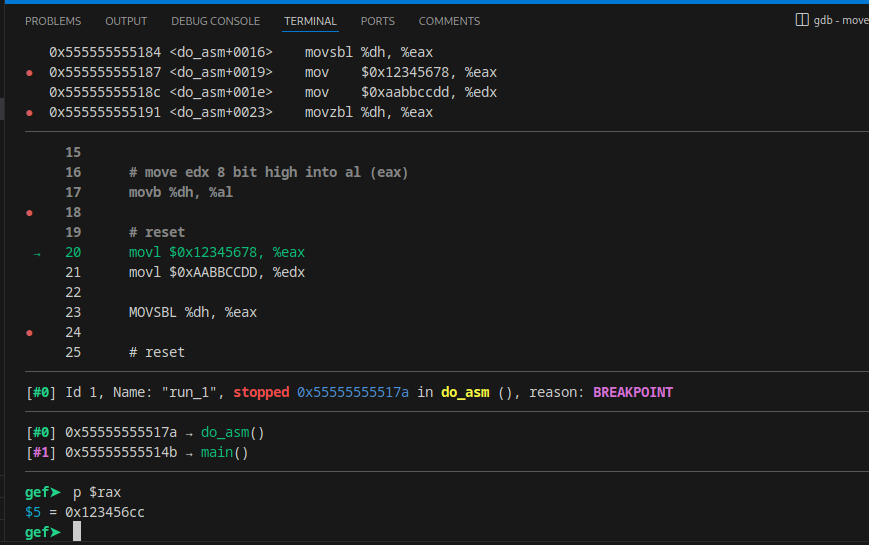 PROBLEMS OUTPUT DEBUG CONSOLE TERMINAL PORTS COMMENTS gdb - move
0x555555555184 <do_asm+0016> movsbl %dh, %eax
● 0x555555555187 <do_asm+0019> mov $0x12345678, %eax
0x55555555518c <do_asm+001e> mov $0xaabbccdd, %edx
● 0x555555555191 <do_asm+0023> movzbl %dh, %eax
15
16 # move edx 8 bit high into al (eax)
17 movb %dh, %al
● 18
19 # reset
→ 20 movl $0x12345678, %eax
21 movl $0xAABBCCDD, %edx
22
23 MOVSBL %dh, %eax
● 24
25 # reset
[#0] Id 1, Name: "run_1", stopped 0x55555555517a in do_asm (), reason: BREAKPOINT
[#0] 0x55555555517a → do_asm()
[#1] 0x55555555514b → main()
gef➤ p $rax
$5 = 0x123456cc
gef➤